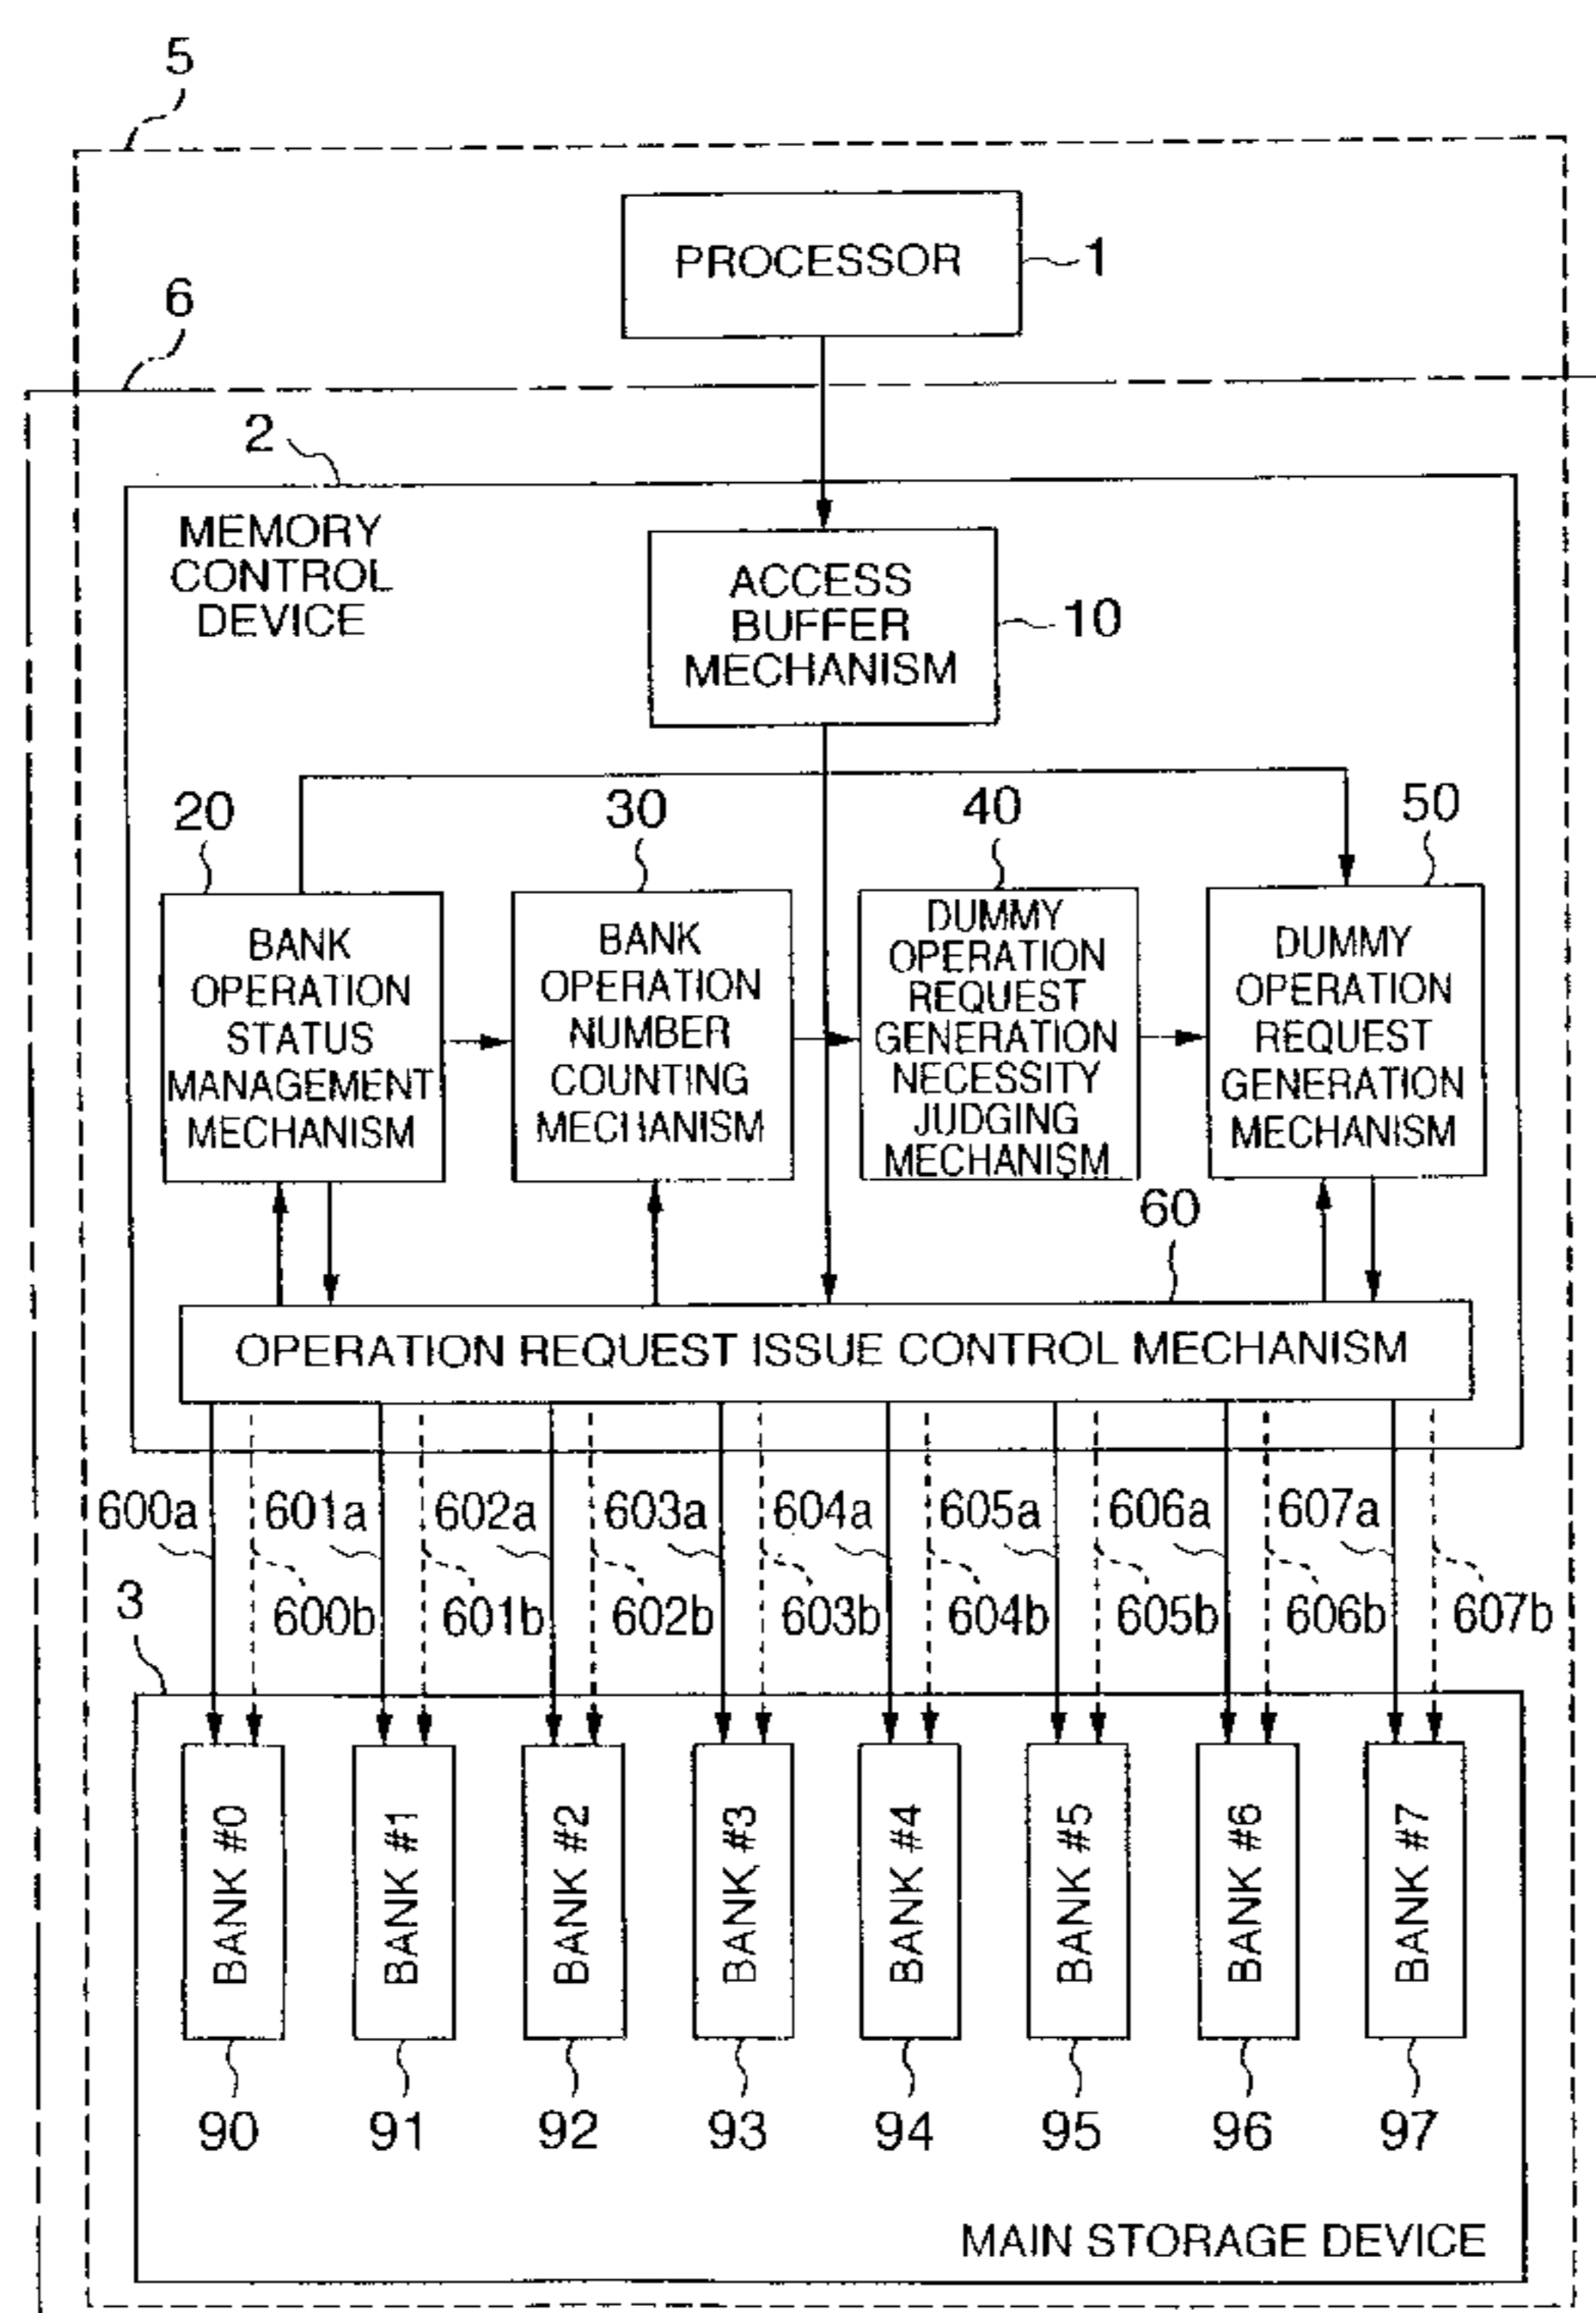 5
PROCESSOR
1
6
2
MEMORY
CONTROL
DEVICE
ACCESS
BUFFER
MECHANISM
10
20
30
40
50
BANK
OPERATION
STATUS
MANAGEMENT
MECHANISM
BANK
OPERATION
NUMBER
COUNTING
MECHANISM
DUMMY
OPERATION
REQUEST
GENERATION
NECESSITY
JUDGING
MECHANISM
DUMMY
OPERATION
REQUEST
GENERATION
MECHANISM
60
OPERATION REQUEST ISSUE CONTROL MECHANISM
600a 601a 602a 603a 604a 605a 606a 607a
600b 601b 602b 603b 604b 605b 606b 607b
3
BANK #0
BANK #1
BANK #2
BANK #3
BANK #4
BANK #5
BANK #6
BANK #7
90 91 92 93 94 95 96 97
MAIN STORAGE DEVICE